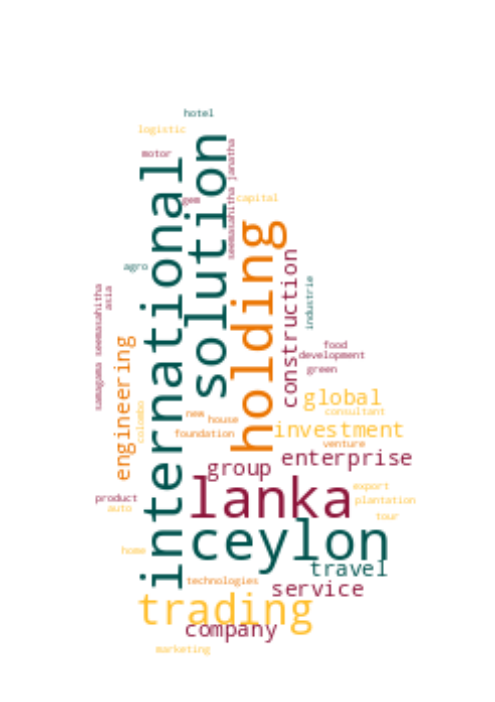 hotel
logistic
motor
international
solution
seemasahitha janatha
gem
capital
holding
agro
construction
industrie
samagama seemasahitha
asia
engineering
food
development
green
global
colombo
new
house
consultant
foundation
investment
venture
group
enterprise
lanka
export
product
plantation
auto
tour
ceylon
home
travel
technologies
service
trading
company
marketing